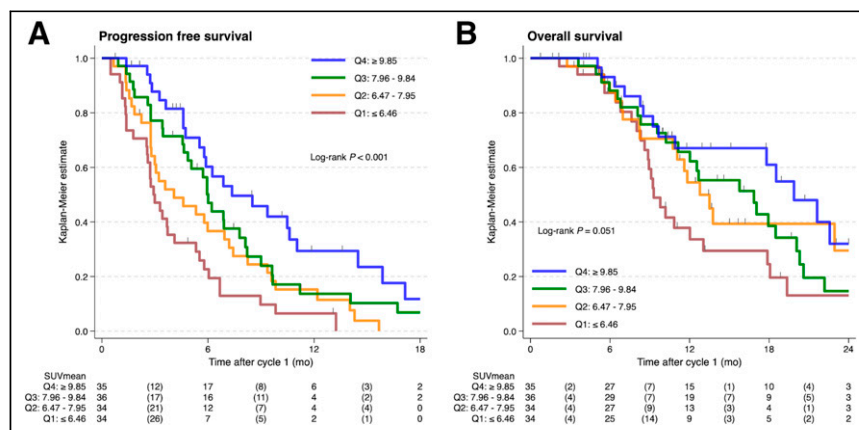 A Progression free survival
1.0
0.8
0.6
0.4
0.2
0.0
Kaplan-Meier estimate
Q4: ≥ 9.85
Q3: 7.96 - 9.84
Q2: 6.47 - 7.95
Q1: ≤ 6.46
Log-rank P < 0.001
0 6 12 18
Time after cycle 1 (mo)
SUVmean
Q4: ≥ 9.85 35 (12) 17 (8) 6 (3) 2
Q3: 7.96 - 9.84 36 (17) 16 (11) 4 (2) 2
Q2: 6.47 - 7.95 34 (21) 12 (7) 4 (4) 0
Q1: ≤ 6.46 34 (26) 7 (5) 2 (1) 0
B Overall survival
1.0
0.8
0.6
0.4
0.2
0.0
Kaplan-Meier estimate
Log-rank P = 0.051
Q4: ≥ 9.85
Q3: 7.96 - 9.84
Q2: 6.47 - 7.95
Q1: ≤ 6.46
0 6 12 18 24
Time after cycle 1 (mo)
SUVmean
Q4: ≥ 9.85 35 (2) 27 (7) 15 (1) 10 (4) 3
Q3: 7.96 - 9.84 36 (4) 29 (7) 19 (7) 9 (5) 3
Q2: 6.47 - 7.95 34 (4) 27 (9) 13 (3) 4 (1) 3
Q1: ≤ 6.46 34 (4) 25 (14) 9 (2) 5 (2) 2